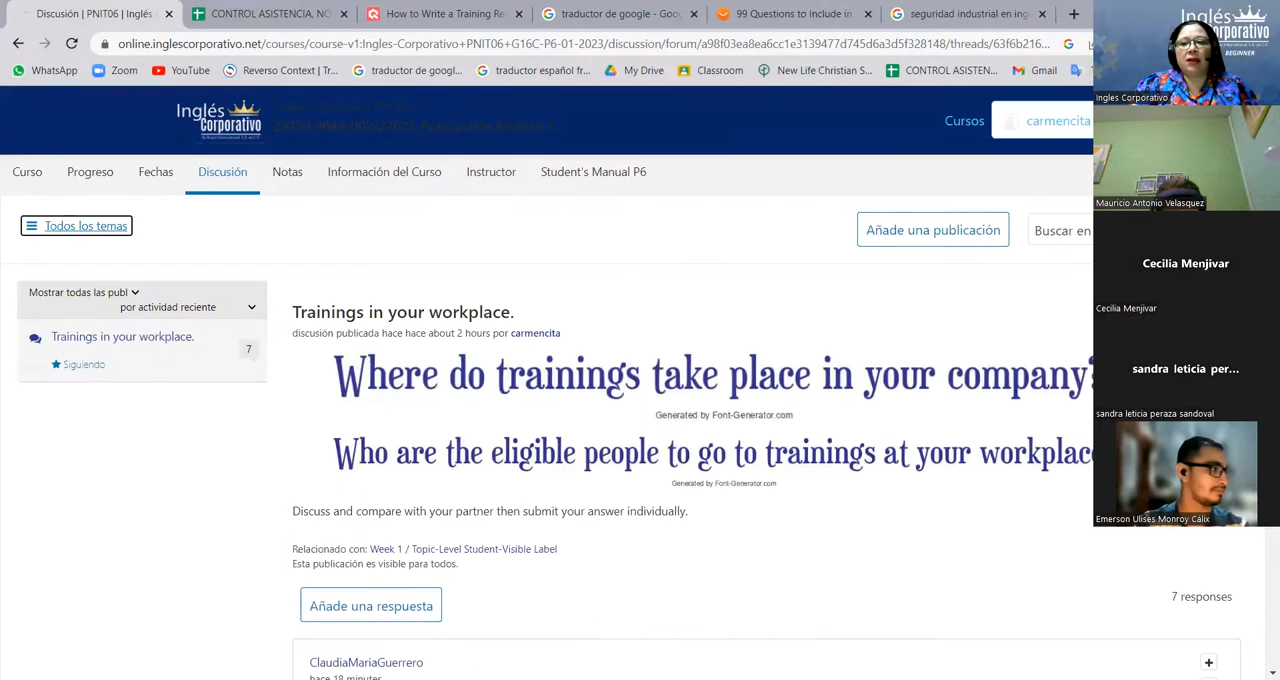 Discusión | PNIT06 | Inglés
CONTROL ASISTENCIA, NO
How to Write a Training Re
traductor de google - Goo
99 Questions to Include in
seguridad industrial en ingl
online.inglescorporativo.net/courses/course-v1:Ingles-Corporativo+PNIT06+G16C-P6-01-2023/discussion/forum/a98f03ea8ea6cc1e3139477d745d6a3d5f328148/threads/63f6b216...
WhatsApp
Zoom
YouTube
Reverso Context | Tr...
traductor de googl...
traductor español fr...
My Drive
Classroom
New Life Christian S...
CONTROL ASISTEN...
Gmail
Inglés
Corporativo
Cursos
carmencita
Curso
Progreso
Fechas
Discusión
Notas
Información del Curso
Instructor
Student's Manual P6
Todos los temas
Añade una publicación
Buscar en
Mostrar todas las publ
por actividad reciente
Trainings in your workplace.
7
Siguiendo
Trainings in your workplace.
discusión publicada hace hace about 2 hours por carmencita
Where do trainings take place in your company?
Generated by Font-Generator.com
Who are the eligible people to go to trainings at your workplac
Generated by Font-Generator.com
Discuss and compare with your partner then submit your answer individually.
Relacionado con: Week 1 / Topic-Level Student-Visible Label
Esta publicación es visible para todos.
Añade una respuesta
7 responses
ClaudiaMariaGuerrero
hace 18 minutes
Inglés
Corporativo
BEGINNER
Ingles Corporativo
Mauricio Antonio Velasquez
Cecilia Menjivar
Cecilia Menjivar
sandra leticia per...
sandra leticia peraza sandoval
Emerson Ulises Monroy Cálix